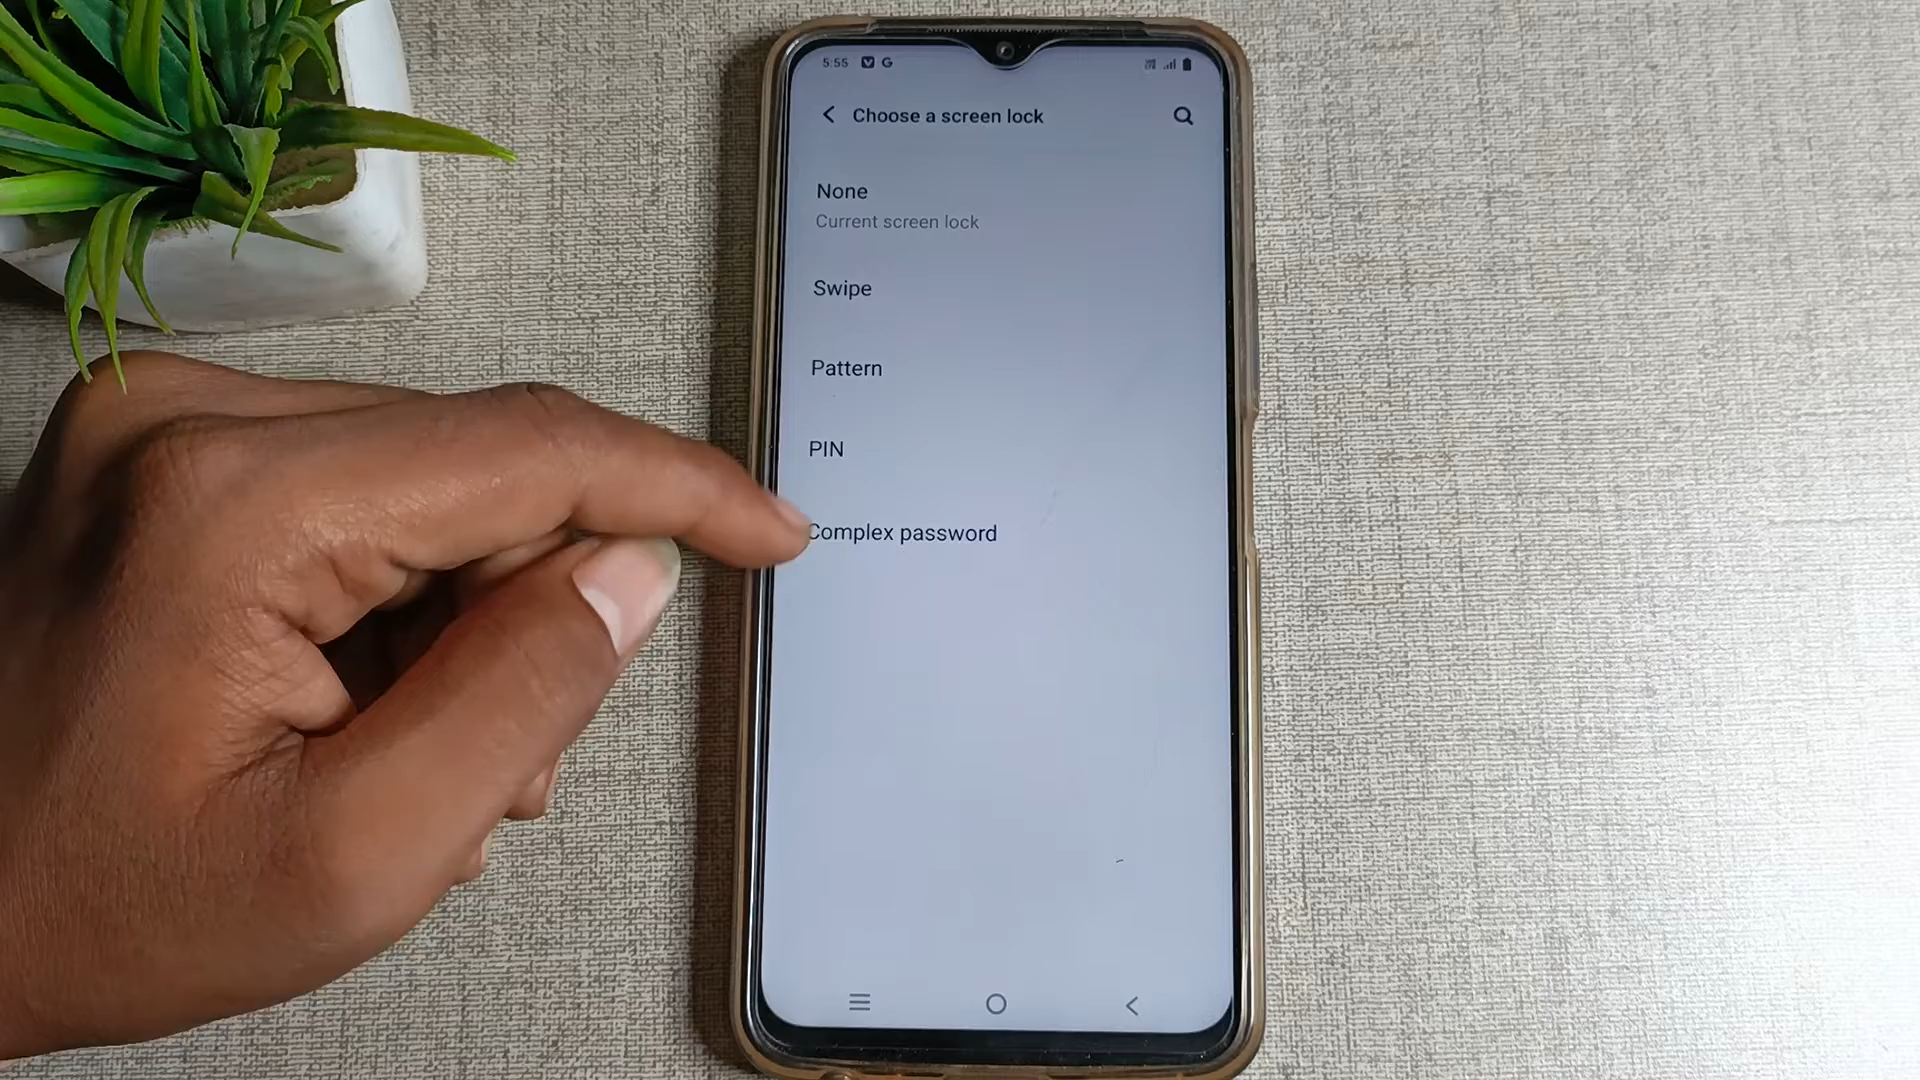 5:55 G
Choose a screen lock
None
Current screen lock
Swipe
Pattern
PIN
Complex password